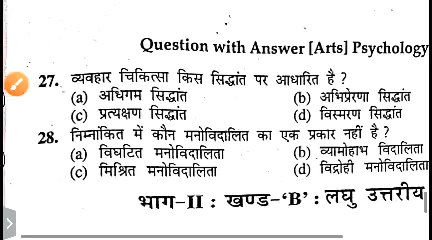 Question with Answer [Arts] Psychology
27. व्यवहार चिकित्सा किस सिद्धांत पर आधारित है ?
(a) अधिगम सिद्धांत (b) अभिप्रेरणा सिद्धांत
(c) प्रत्यक्षण सिद्धांत (d) विस्मरण सिद्धांत
28. निम्नांकित में कौन मनोविदालित का एक प्रकार नहीं है ?
(a) विघटित मनोविदालिता (b) व्यामोहाभ विदालिता
(c) मिश्रित मनोविदालिता (d) विद्रोही मनोविदालिता
भाग-II : खण्ड-‘B’ : लघु उत्तरीय